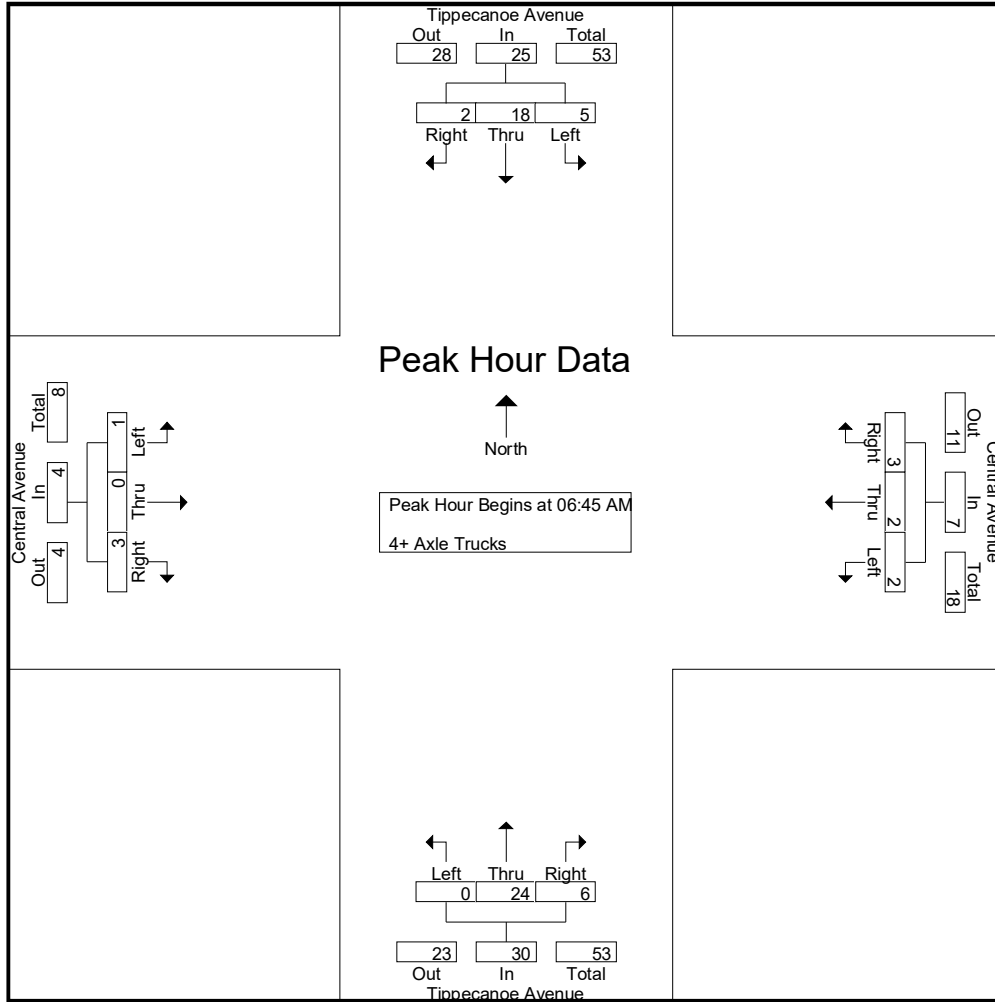 Tippecanoe Avenue
Out In Total
28 25 53
2 18 5
Right Thru Left
Peak Hour Data
North
Peak Hour Begins at 06:45 AM
4+ Axle Trucks
Central Avenue
Total In Out
8 4 4
1 0 3
Left Thru Right
Central Avenue
Out In Total
11 7 18
3 2 2
Right Thru Left
Left Thru Right
0 24 6
23 30 53
Out In Total
Tippecanoe Avenue